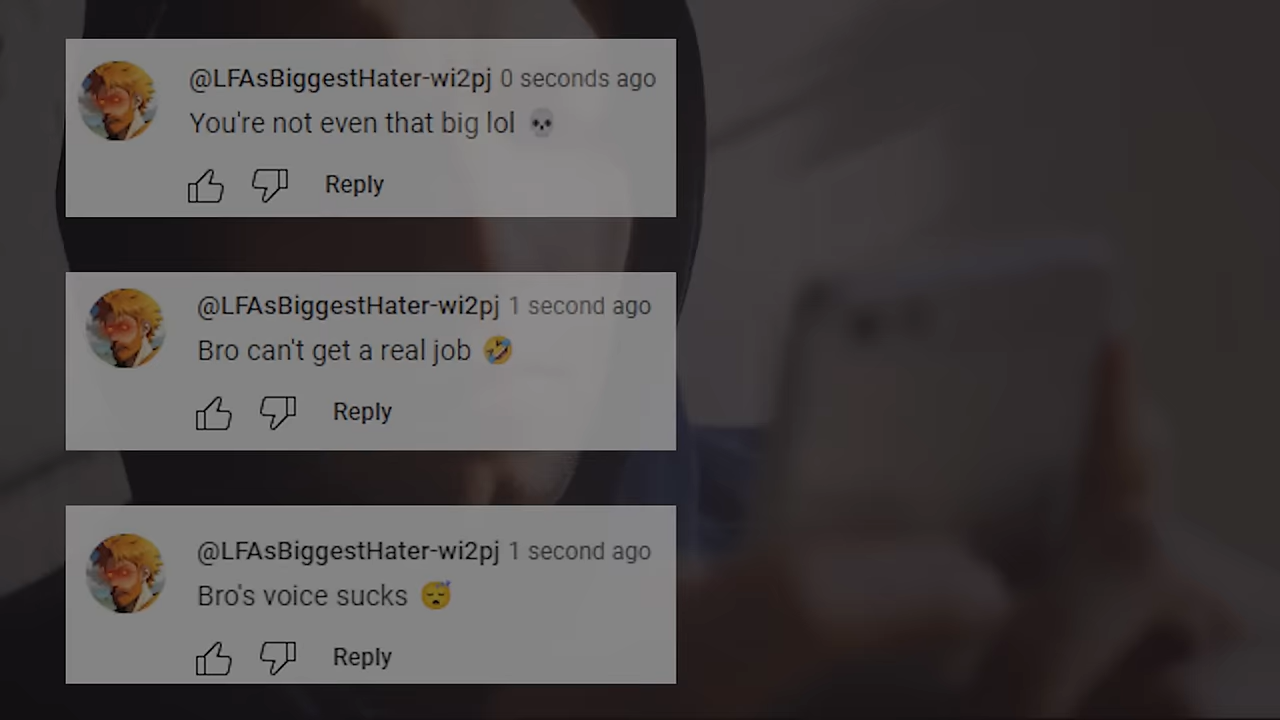 @LFAsBiggestHater-wi2pj 0 seconds ago
You're not even that big lol 💀
Reply
@LFAsBiggestHater-wi2pj 1 second ago
Bro can't get a real job 🤣
Reply
@LFAsBiggestHater-wi2pj 1 second ago
Bro's voice sucks 😴
Reply